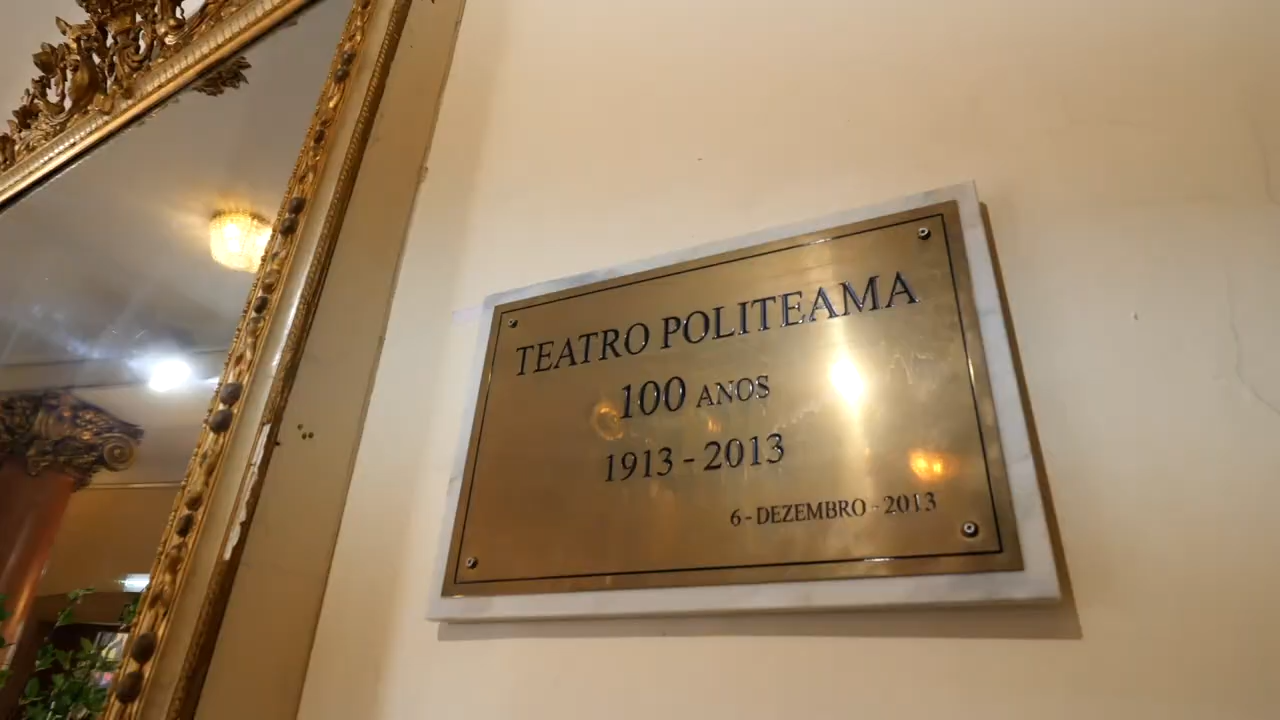 TEATRO POLITEAMA
100 ANOS
1913 - 2013
6 - DEZEMBRO - 2013